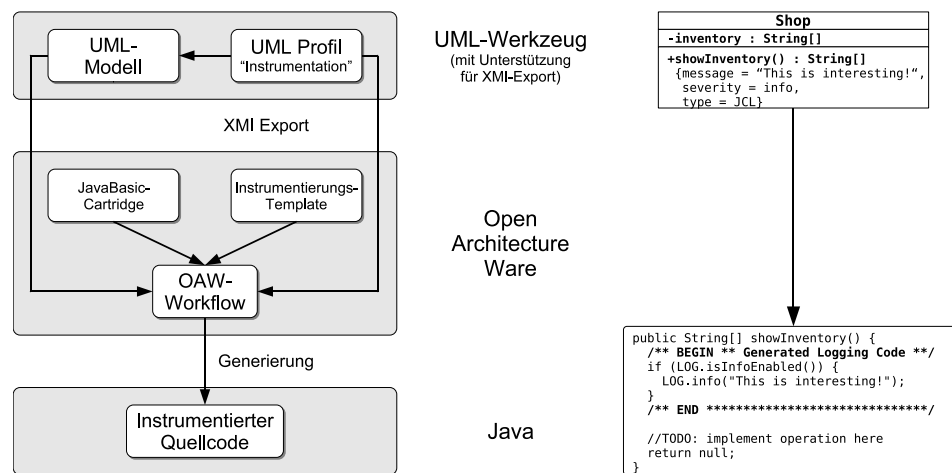 UML-
Modell
UML Profil
“Instrumentation”
XMI Export
JavaBasic-
Cartridge
Instrumentierungs-
Template
OAW-
Workflow
Generierung
Instrumentierter
Quellcode
UML-Werkzeug
(mit Unterstützung
für XMI-Export)
Open
Architecture
Ware
Java
Shop
-inventory : String[]
+showInventory() : String[]
{message = “This is interesting!“,
severity = info,
type = JCL}
public String[] showInventory() {
/** BEGIN ** Generated Logging Code **/
if (LOG.isInfoEnabled()) {
LOG.info("This is interesting!");
}
/** END ******************************/
//TODO: implement operation here
return null;
}